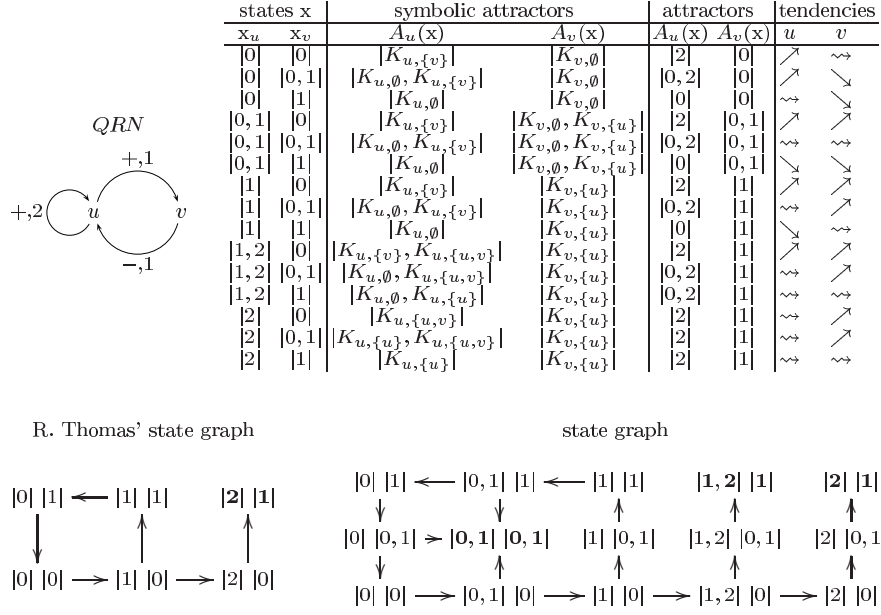 states x symbolic attractors attractors tendencies
x_u x_v A_u(x) A_v(x) A_u(x) A_v(x) u v
|0| |0| |K_{u,{v}}| |K_{v,∅}| |2| |0| ↗ ⇝
|0| |0,1| |K_{u,∅}, K_{u,{v}}| |K_{v,∅}| |0,2| |0| ↗ ↘
|0| |1| |K_{u,∅}| |K_{v,∅}| |0| |0| ⇝ ↘
|0,1| |0| |K_{u,{v}}| |K_{v,∅}, K_{v,{u}}| |2| |0,1| ↗ ↗
|0,1| |0,1| |K_{u,∅}, K_{u,{v}}| |K_{v,∅}, K_{v,{u}}| |0,2| |0,1| ⇝ ⇝
|0,1| |1| |K_{u,∅}| |K_{v,∅}, K_{v,{u}}| |0| |0,1| ↘ ↘
|1| |0| |K_{u,{v}}| |K_{v,{u}}| |2| |1| ↗ ↗
|1| |0,1| |K_{u,∅}, K_{u,{v}}| |K_{v,{u}}| |0,2| |1| ⇝ ↗
|1| |1| |K_{u,∅}| |K_{v,{u}}| |0| |1| ↘ ⇝
|1,2| |0| |K_{u,{v}}, K_{u,{u,v}}| |K_{v,{u}}| |2| |1| ↗ ↗
|1,2| |0,1| |K_{u,∅}, K_{u,{u,v}}| |K_{v,{u}}| |0,2| |1| ⇝ ↗
|1,2| |1| |K_{u,∅}, K_{u,{u}}| |K_{v,{u}}| |0,2| |1| ⇝ ⇝
|2| |0| |K_{u,{u,v}}| |K_{v,{u}}| |2| |1| ⇝ ↗
|2| |0,1| |K_{u,{u}}, K_{u,{u,v}}| |K_{v,{u}}| |2| |1| ⇝ ↗
|2| |1| |K_{u,{u}}| |K_{v,{u}}| |2| |1| ⇝ ⇝
QRN
+,1
+,2 u v
−,1
R. Thomas' state graph
|0| |1| |1| |1| |2| |1|
|0| |0| |1| |0| |2| |0|
state graph
|0| |1| |0,1| |1| |1| |1| |1,2| |1| |2| |1|
|0| |0,1| |0,1| |0,1| |1| |0,1| |1,2| |0,1| |2| |0,1
|0| |0| |0,1| |0| |1| |0| |1,2| |0| |2| |0|